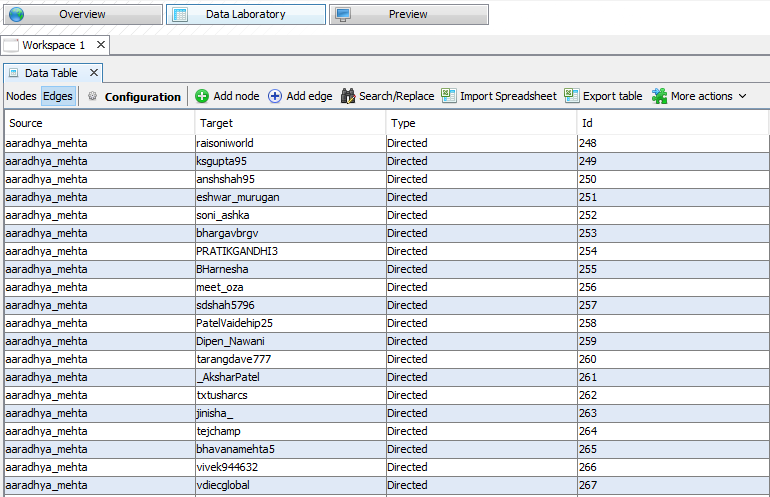 Overview Data Laboratory Preview
Workspace 1
Data Table
Nodes Edges Configuration Add node Add edge Search/Replace Import Spreadsheet Export table More actions
Source Target Type Id
aaradhya_mehta raisoniworld Directed 248
aaradhya_mehta ksgupta95 Directed 249
aaradhya_mehta anshshah95 Directed 250
aaradhya_mehta eshwar_murugan Directed 251
aaradhya_mehta soni_ashka Directed 252
aaradhya_mehta bhargavbrgv Directed 253
aaradhya_mehta PRATIKGANDHI3 Directed 254
aaradhya_mehta BHarnesha Directed 255
aaradhya_mehta meet_oza Directed 256
aaradhya_mehta sdshah5796 Directed 257
aaradhya_mehta PatelVaidehip25 Directed 258
aaradhya_mehta Dipen_Nawani Directed 259
aaradhya_mehta tarangdave777 Directed 260
aaradhya_mehta _AksharPatel Directed 261
aaradhya_mehta txtusharcs Directed 262
aaradhya_mehta jinisha_ Directed 263
aaradhya_mehta tejchamp Directed 264
aaradhya_mehta bhavanamehta5 Directed 265
aaradhya_mehta vivek944632 Directed 266
aaradhya_mehta vdiecglobal Directed 267